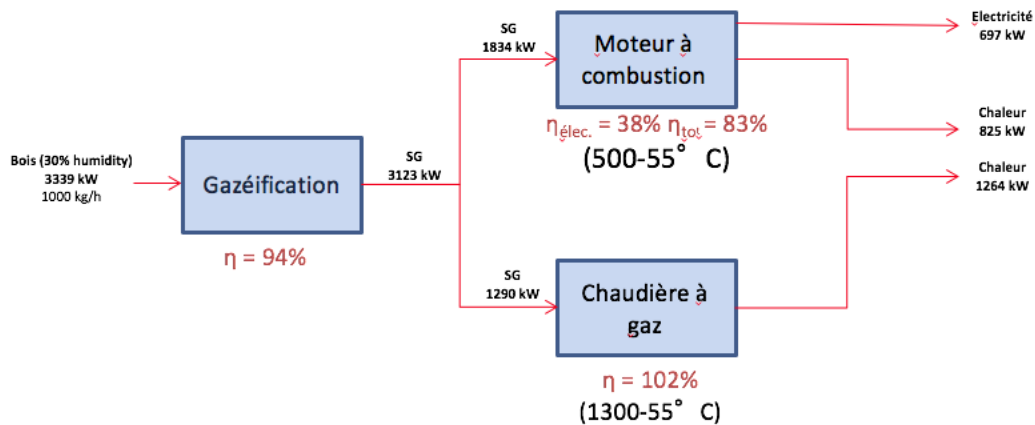 Bois (30% humidity)
3339 kW
1000 kg/h
Gazéification
η = 94%
SG
3123 kW
SG
1834 kW
Moteur à
combustion
ηélec. = 38% ηtot = 83%
(500-55° C)
Electricité
697 kW
Chaleur
825 kW
Chaleur
1264 kW
SG
1290 kW
Chaudière à
gaz
η = 102%
(1300-55° C)